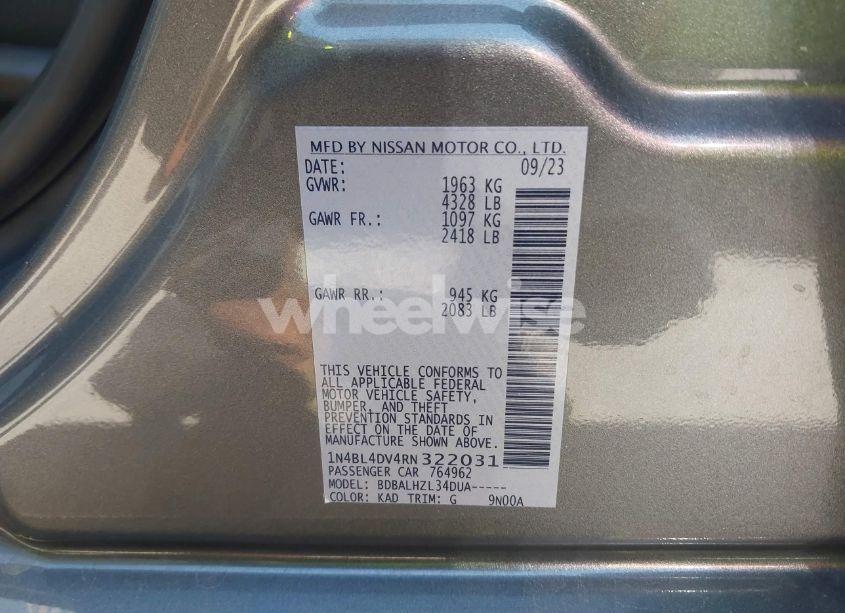 MFD BY NISSAN MOTOR CO., LTD.
DATE: 09/23
GVWR: 1963 KG
4328 LB
GAWR FR.: 1097 KG
2418 LB
GAWR RR.: 945 KG
2083 LB
wheelwise
THIS VEHICLE CONFORMS TO
ALL APPLICABLE FEDERAL
MOTOR VEHICLE SAFETY,
BUMPER, AND THEFT
PREVENTION STANDARDS IN
EFFECT ON THE DATE OF
MANUFACTURE SHOWN ABOVE.
1N4BL4DV4RN322031
PASSENGER CAR 764962
MODEL: BDBALHZL34DUA-----
COLOR: KAD TRIM: G 9N00A